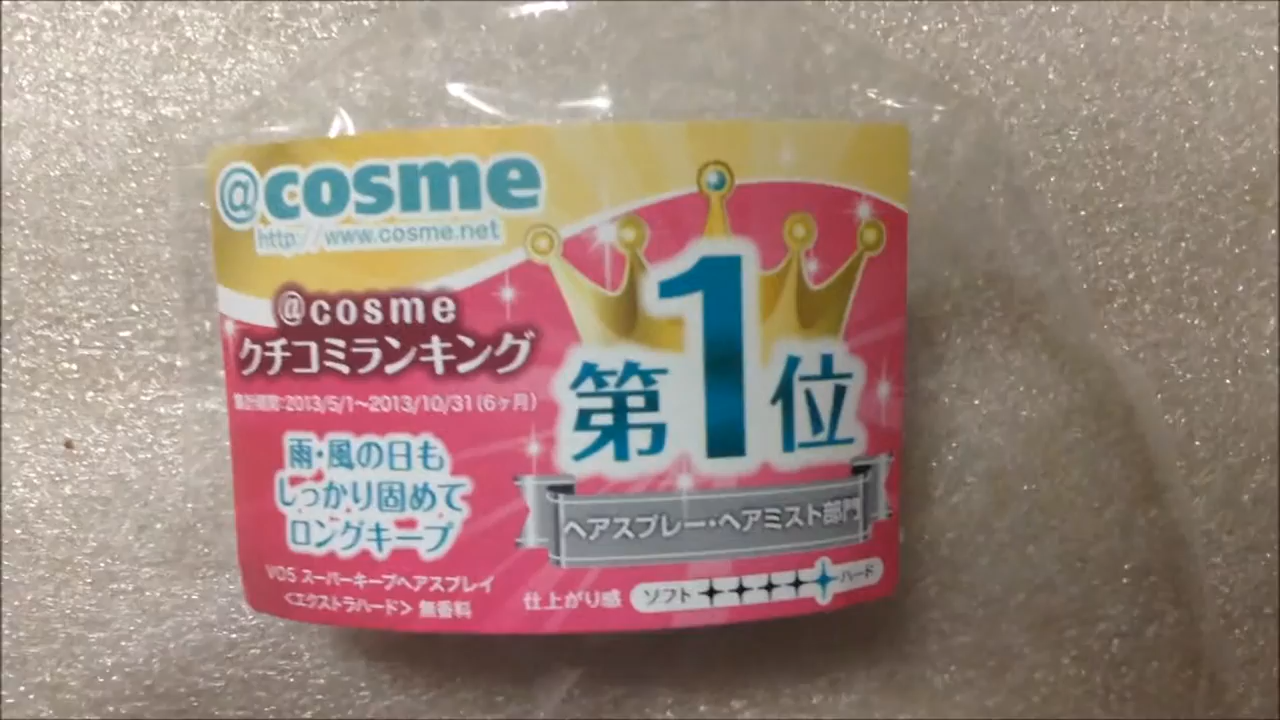 @cosme
http://www.cosme.net
@cosme
クチコミランキング
集計期間:2013/5/1〜2013/10/31(6ヶ月)
雨・風の日も
しっかり固めて
ロングキープ
VO5 スーパーキープヘアスプレイ
<エクストラハード> 無香料
第1位
ヘアスプレー・ヘアミスト部門
仕上がり感 ソフト ハード